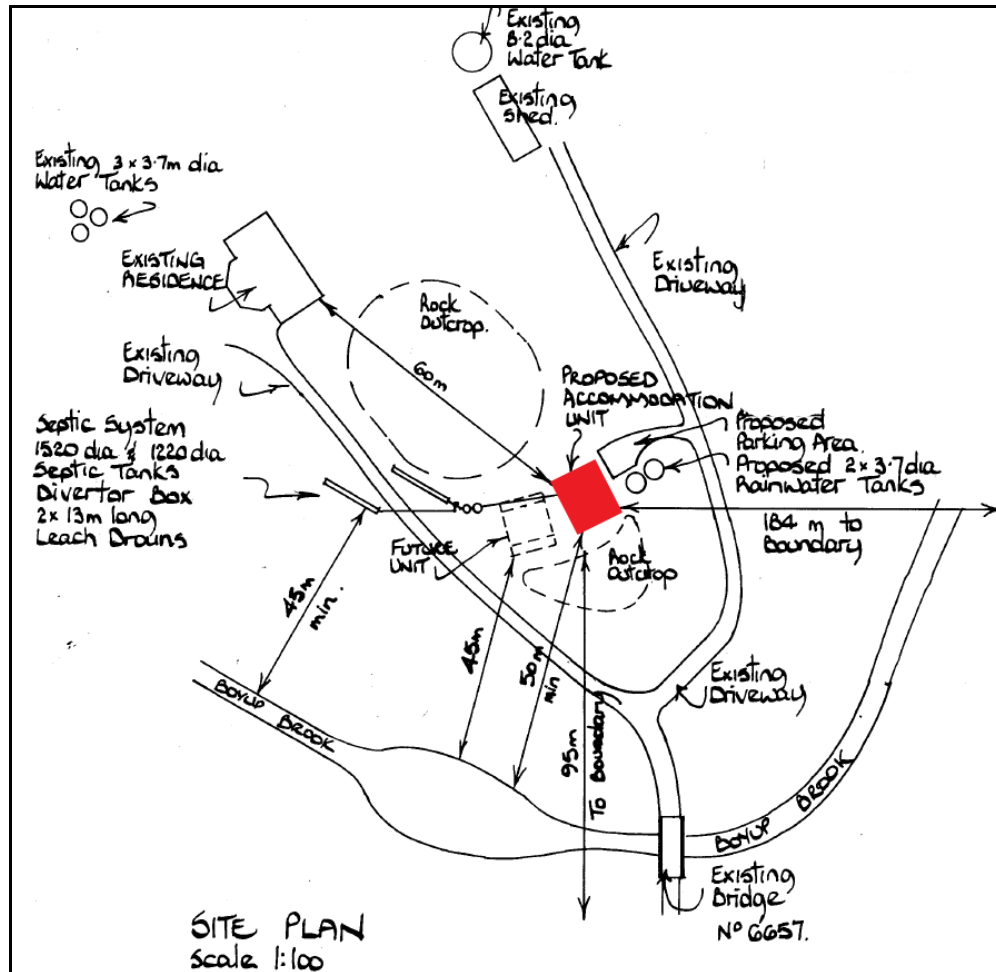 Existing
8.2 dia
Water Tank
Existing
Shed.
Existing 3 x 3.7m dia
Water Tanks
EXISTING
RESIDENCE
Rock
Outcrop.
Existing
Driveway
Existing
Driveway
60m
PROPOSED
ACCOMMODATION
UNIT
Proposed
Parking Area.
Proposed 2 x 3.7 dia
Rainwater Tanks
Septic System
1520 dia & 1220 dia
Septic Tanks
Divertor Box
2x 13m long
Leach Drains
184 m to
Boundary
FUTURE
UNIT
Rock
Outcrop
45m
min.
45m
50m
min
95m
To Boundary
Existing
Driveway
BOYUP BROOK
BOYUP BROOK
Existing
Bridge
Nº 6657.
SITE PLAN
Scale 1:100